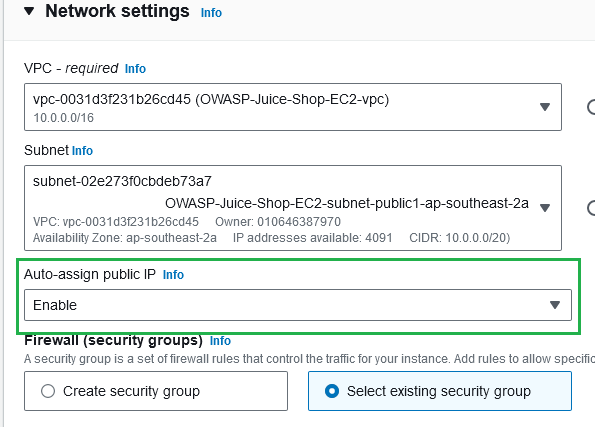 Network settings Info
VPC - required Info
vpc-0031d3f231b26cd45 (OWASP-Juice-Shop-EC2-vpc)
10.0.0.0/16
Subnet Info
subnet-02e273f0cbdeb73a7
OWASP-Juice-Shop-EC2-subnet-public1-ap-southeast-2a
VPC: vpc-0031d3f231b26cd45 Owner: 010646387970
Availability Zone: ap-southeast-2a IP addresses available: 4091 CIDR: 10.0.0.0/20)
Auto-assign public IP Info
Enable
Firewall (security groups) Info
A security group is a set of firewall rules that control the traffic for your instance. Add rules to allow specific
Create security group
Select existing security group